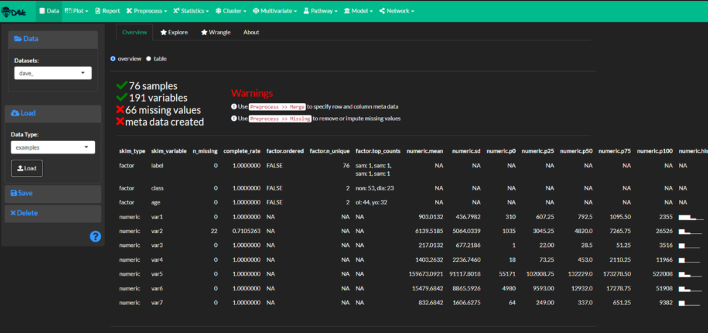 DAVe Data Plot Report Preprocess Statistics Cluster Multivariate Pathway Model Network
Data
Datasets:
dave_
Load
Data Type:
examples
Load
Save
Delete
?
Overview Explore Wrangle About
overview table
76 samples
191 variables
66 missing values
meta data created
Warnings
Use Preprocess >> Merge to specify row and column meta data
Use Preprocess >> Missing to remove or impute missing values
skim_type skim_variable n_missing complete_rate factor.ordered factor.n_unique factor.top_counts numeric.mean numeric.sd numeric.p0 numeric.p25 numeric.p50 numeric.p75 numeric.p100 numeric.his
factor label 0 1.0000000 FALSE 76 sam: 1, sam: 1, NA NA NA NA NA NA NA NA
sam: 1, sam: 1
factor class 0 1.0000000 FALSE 2 non: 53, dia: 23 NA NA NA NA NA NA NA NA
factor age 0 1.0000000 FALSE 2 ol: 44, yo: 32 NA NA NA NA NA NA NA NA
numeric var1 0 1.0000000 NA NA NA 903.0132 436.7982 310 607.25 792.5 1095.50 2355
numeric var2 22 0.7105263 NA NA NA 6139.5185 5064.0339 1035 3045.25 4820.0 7265.75 26526
numeric var3 0 1.0000000 NA NA NA 217.0132 677.2186 1 22.00 28.5 51.25 3516
numeric var4 0 1.0000000 NA NA NA 1403.2632 2236.7460 18 73.25 453.0 2110.25 11966
numeric var5 0 1.0000000 NA NA NA 159673.0921 91117.8018 55171 102008.75 132229.0 173278.50 522008
numeric var6 0 1.0000000 NA NA NA 15479.6842 8865.5926 4980 9593.00 12932.0 17278.75 51908
numeric var7 0 1.0000000 NA NA NA 832.6842 1606.6275 64 249.00 337.0 651.25 9382